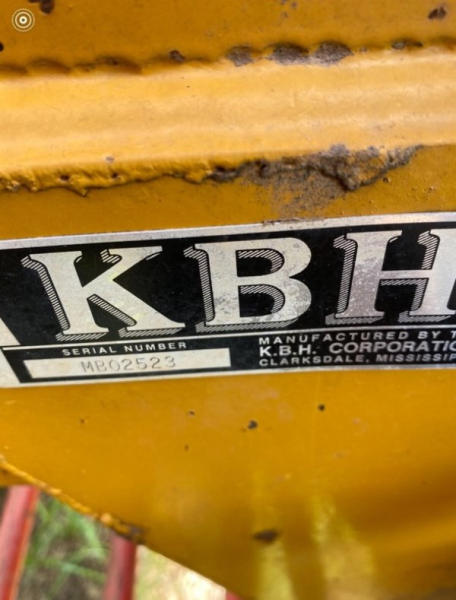 KBH
SERIAL NUMBER
MB02523
MANUFACTURED BY T
K.B.H. CORPORATIO
CLARKSDALE, MISSISSIP